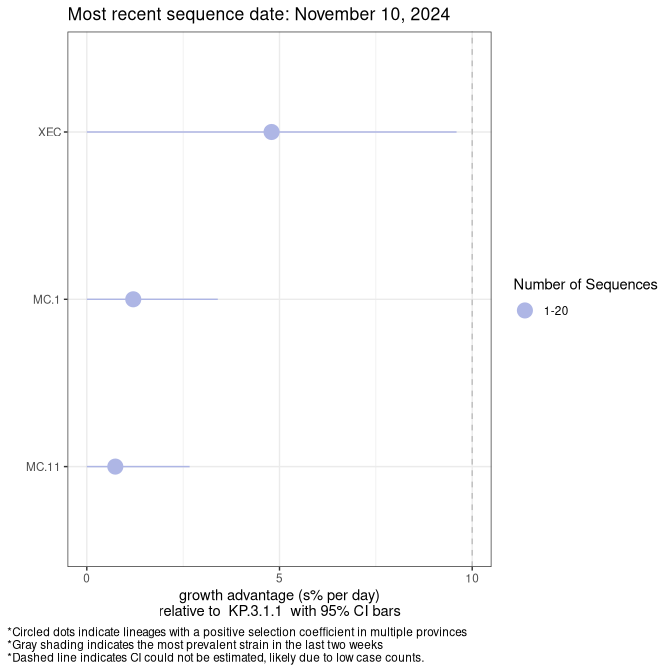 Most recent sequence date: November 10, 2024
XEC
MC.1
MC.11
0 5 10
growth advantage (s% per day)
relative to KP.3.1.1 with 95% CI bars
Number of Sequences
1-20
*Circled dots indicate lineages with a positive selection coefficient in multiple provinces
*Gray shading indicates the most prevalent strain in the last two weeks
*Dashed line indicates CI could not be estimated, likely due to low case counts.